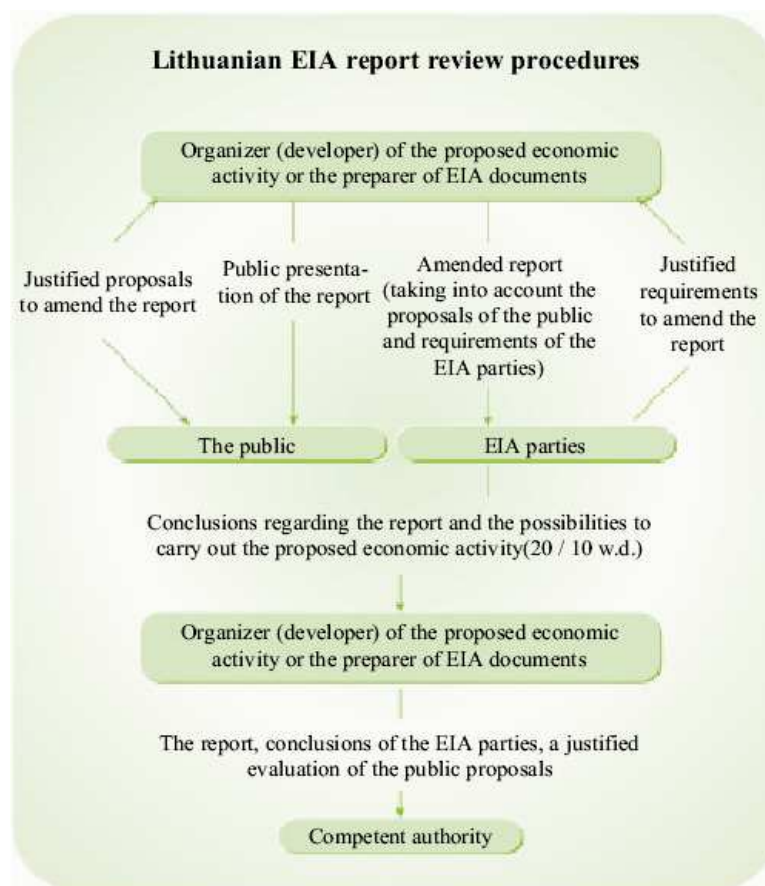 Lithuanian EIA report review procedures
Organizer (developer) of the proposed economic
activity or the preparer of EIA documents
Justified proposals
to amend the report
Public presenta-
tion of the report
Amended report
(taking into account the
proposals of the public
and requirements of the
EIA parties)
Justified
requirements
to amend the
report
The public
EIA parties
Conclusions regarding the report and the possibilities to
carry out the proposed economic activity(20 / 10 w.d.)
Organizer (developer) of the proposed economic
activity or the preparer of EIA documents
The report, conclusions of the EIA parties, a justified
evaluation of the public proposals
Competent authority